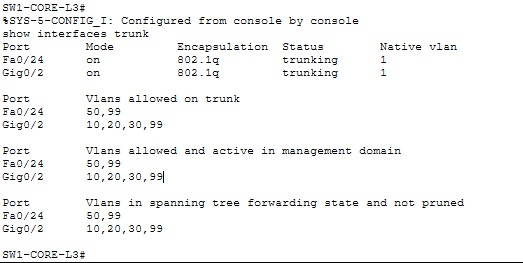 SW1-CORE-L3#
%SYS-5-CONFIG_I: Configured from console by console
show interfaces trunk
Port        Mode         Encapsulation  Status        Native vlan
Fa0/24      on           802.1q         trunking      1
Gig0/2      on           802.1q         trunking      1

Port        Vlans allowed on trunk
Fa0/24      50,99
Gig0/2      10,20,30,99

Port        Vlans allowed and active in management domain
Fa0/24      50,99
Gig0/2      10,20,30,99

Port        Vlans in spanning tree forwarding state and not pruned
Fa0/24      50,99
Gig0/2      10,20,30,99

SW1-CORE-L3#